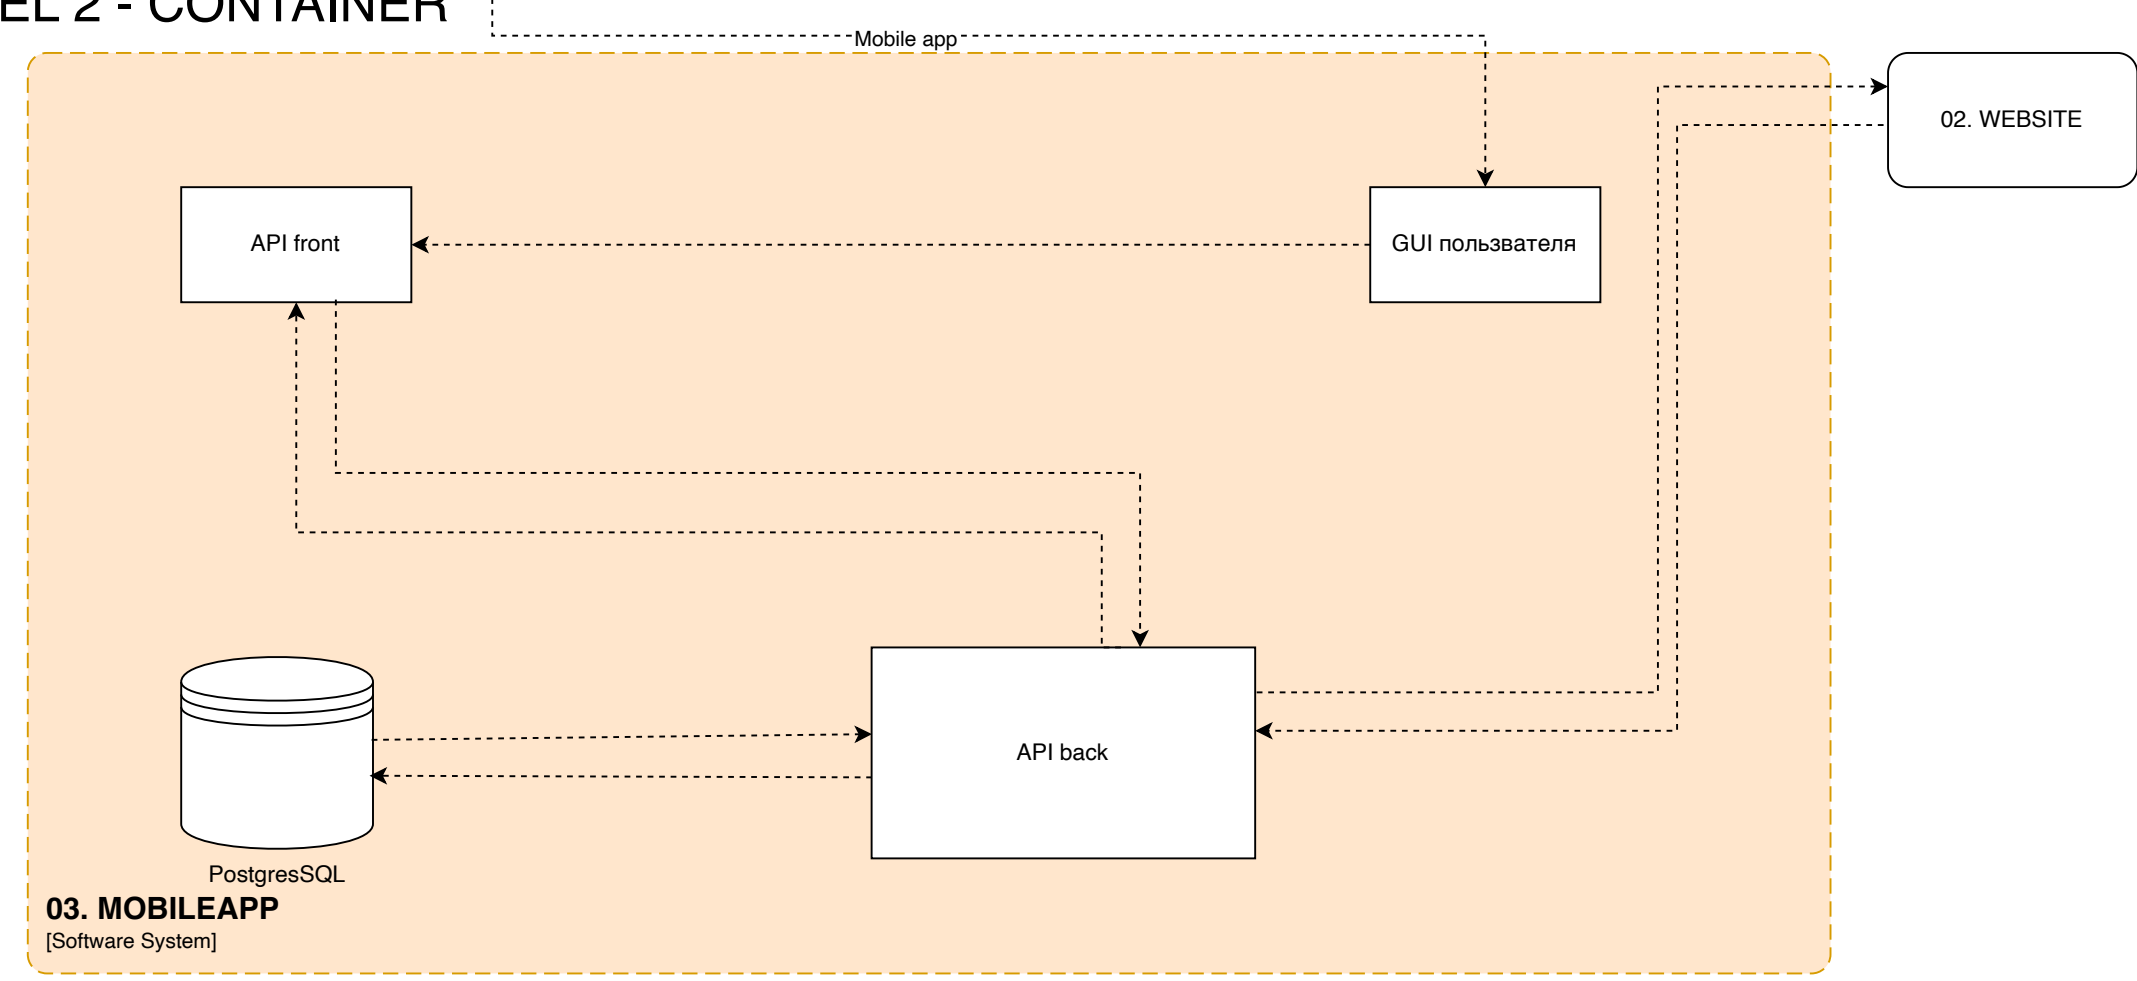 EL 2 - CONTAINER
Mobile app
02. WEBSITE
API front
GUI пользвателя
API back
PostgresSQL
03. MOBILEAPP
[Software System]